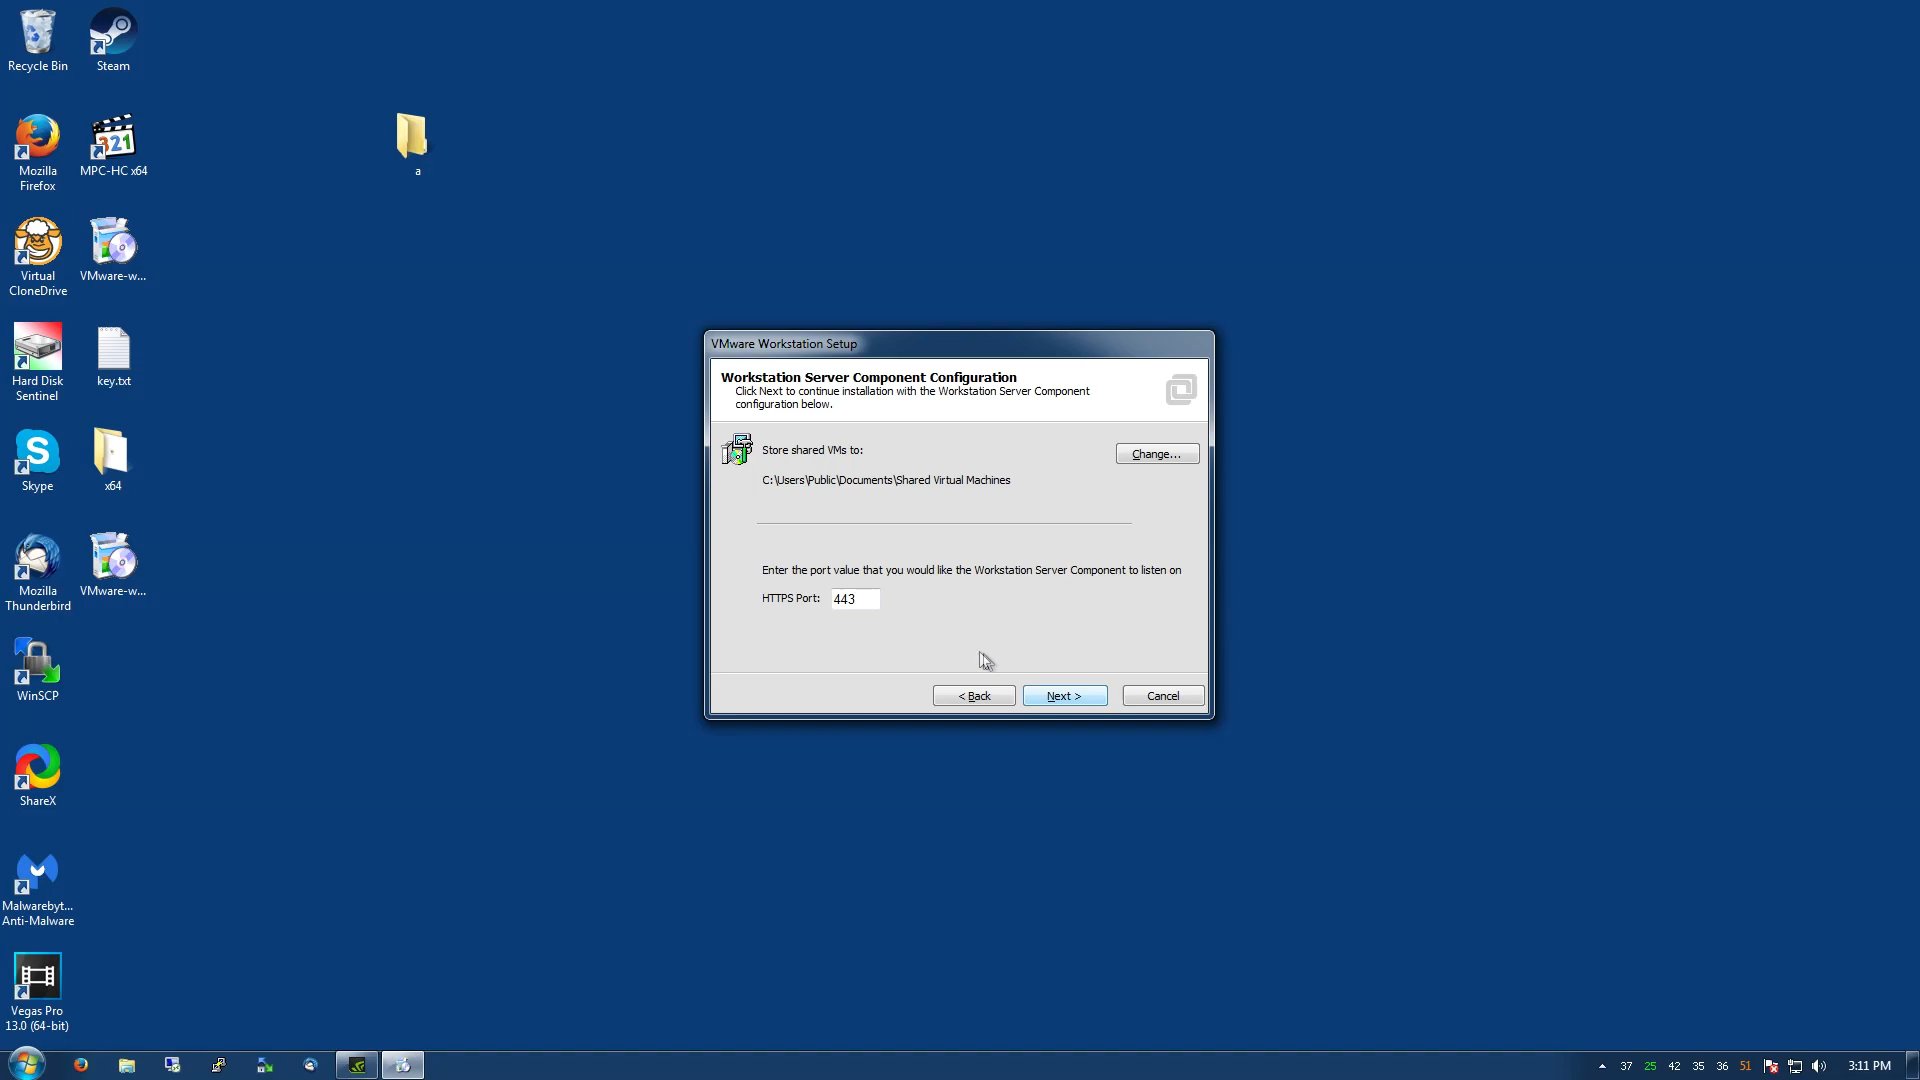 Recycle Bin
Steam
Mozilla
Firefox
321
MPC-HC x64
a
Virtual
CloneDrive
VMware-w...
Hard Disk
Sentinel
key.txt
S
Skype
x64
Mozilla
Thunderbird
VMware-w...
WinSCP
ShareX
Malwarebyt...
Anti-Malware
Vegas Pro
13.0 (64-bit)
VMware Workstation Setup
Workstation Server Component Configuration
Click Next to continue installation with the Workstation Server Component
configuration below.
Store shared VMs to:
Change...
C:\Users\Public\Documents\Shared Virtual Machines
Enter the port value that you would like the Workstation Server Component to listen on
HTTPS Port:
443
< Back
Next >
Cancel
37
25
42
35
36
51
3:11 PM